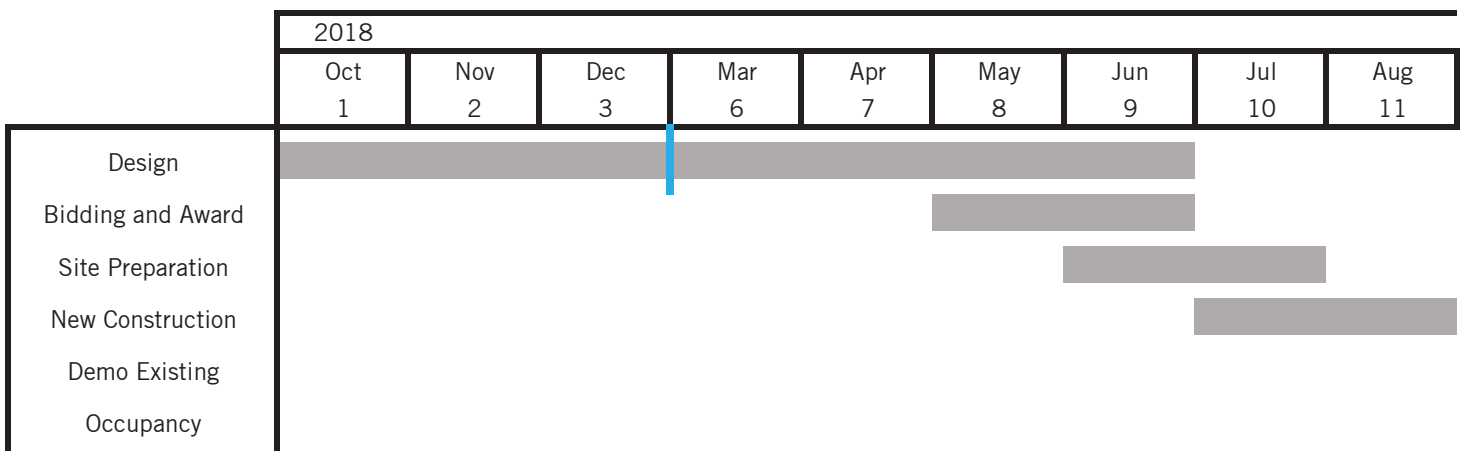 2018
Oct Nov Dec Mar Apr May Jun Jul Aug
1 2 3 6 7 8 9 10 11
Design
Bidding and Award
Site Preparation
New Construction
Demo Existing
Occupancy